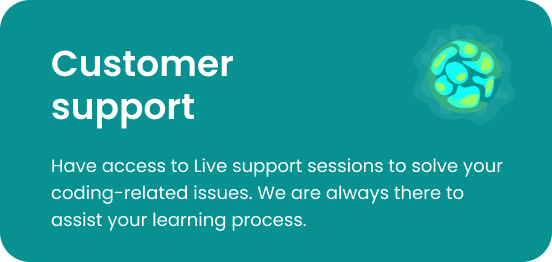 Customer
support
Have access to Live support sessions to solve your
coding-related issues. We are always there to
assist your learning process.